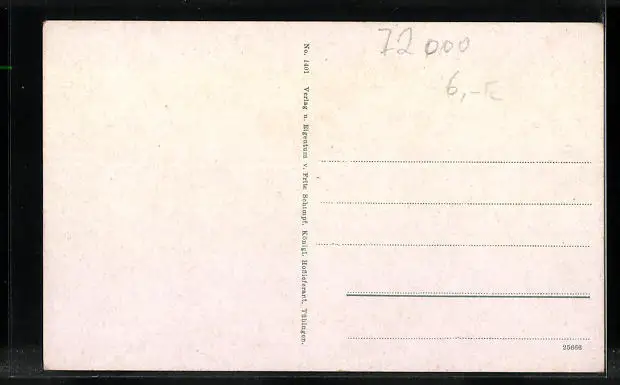 72000
6,-
No. 1401 Verlag u. Eigentum v. Fritz Schimpf, Königl. Hoflieferant, Tübingen.
25666